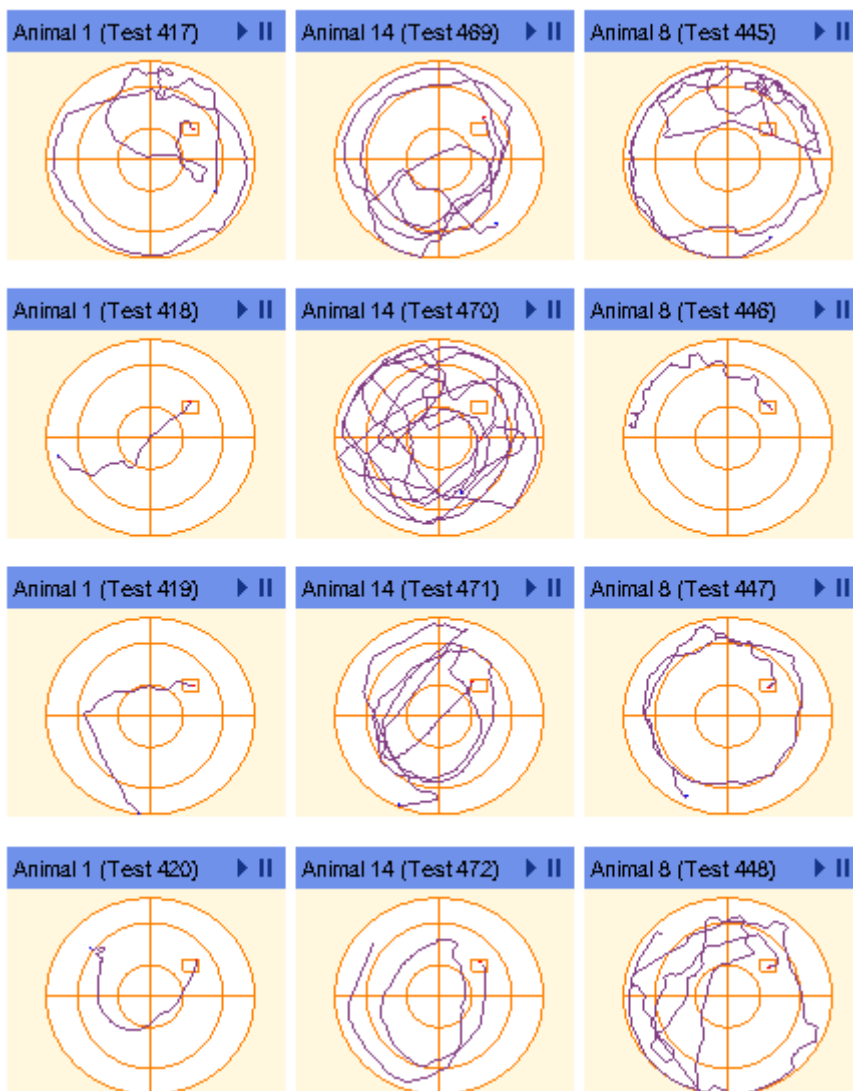 Animal 1 (Test 417)
Animal 14 (Test 469)
Animal 8 (Test 445)
Animal 1 (Test 418)
Animal 14 (Test 470)
Animal 8 (Test 446)
Animal 1 (Test 419)
Animal 14 (Test 471)
Animal 8 (Test 447)
Animal 1 (Test 420)
Animal 14 (Test 472)
Animal 8 (Test 448)